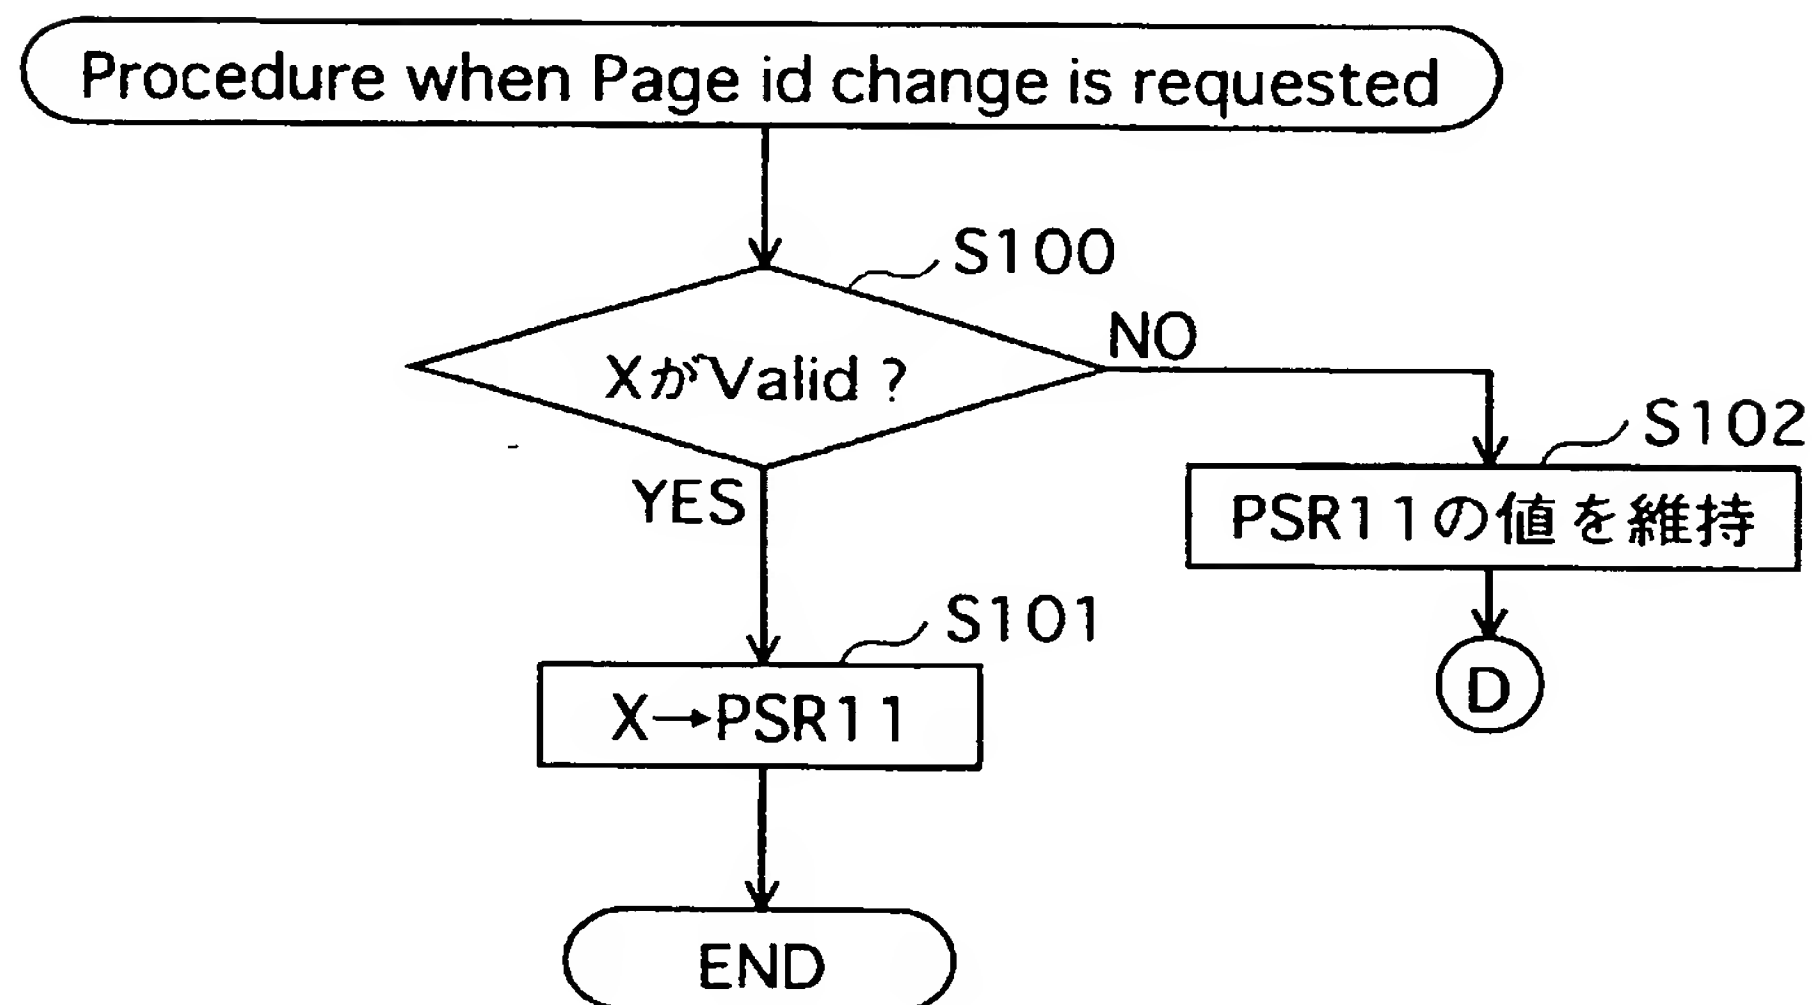 Procedure when Page id change is requested
S100
XがValid ?
NO
S102
YES
PSR11の値を維持
S101
X→PSR11
D
END